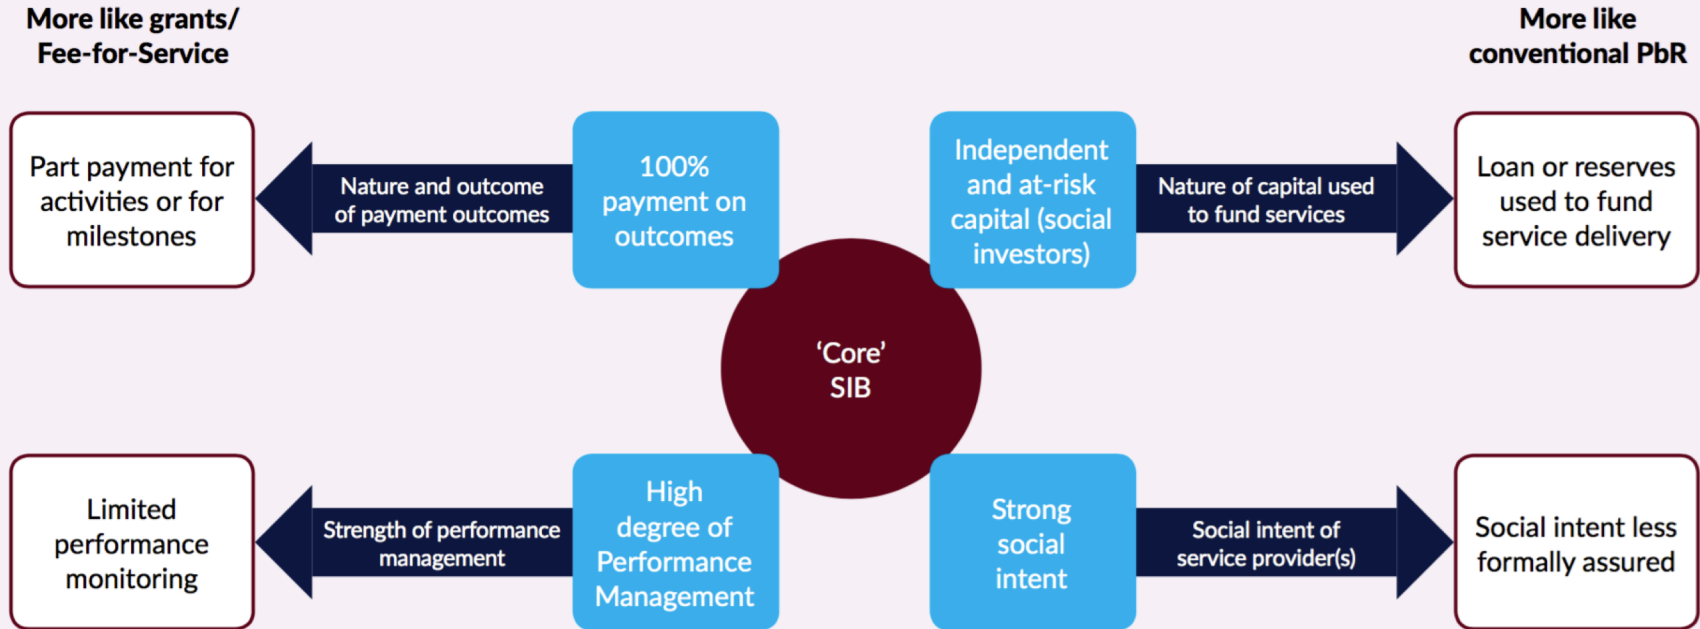 More like grants/
Fee-for-Service
More like
conventional PbR
Part payment for
activities or for
milestones
Nature and outcome
of payment outcomes
100%
payment on
outcomes
Independent
and at-risk
capital (social
investors)
Nature of capital used
to fund services
Loan or reserves
used to fund
service delivery
‘Core’
SIB
Limited
performance
monitoring
Strength of performance
management
High
degree of
Performance
Management
Strong
social
intent
Social intent of
service provider(s)
Social intent less
formally assured